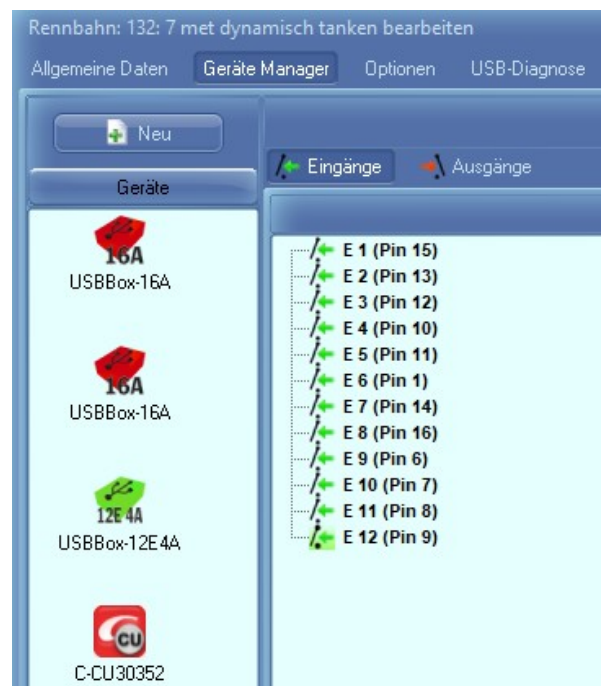 Rennbahn: 132: 7 met dynamisch tanken bearbeiten
Allgemeine Daten Geräte Manager Optionen USB-Diagnose
Neu
Geräte
16A
USBBox-16A
16A
USBBox-16A
12E 4A
USBBox-12E4A
CU
C-CU30352
Eingänge Ausgänge
E 1 (Pin 15)
E 2 (Pin 13)
E 3 (Pin 12)
E 4 (Pin 10)
E 5 (Pin 11)
E 6 (Pin 1)
E 7 (Pin 14)
E 8 (Pin 16)
E 9 (Pin 6)
E 10 (Pin 7)
E 11 (Pin 8)
E 12 (Pin 9)